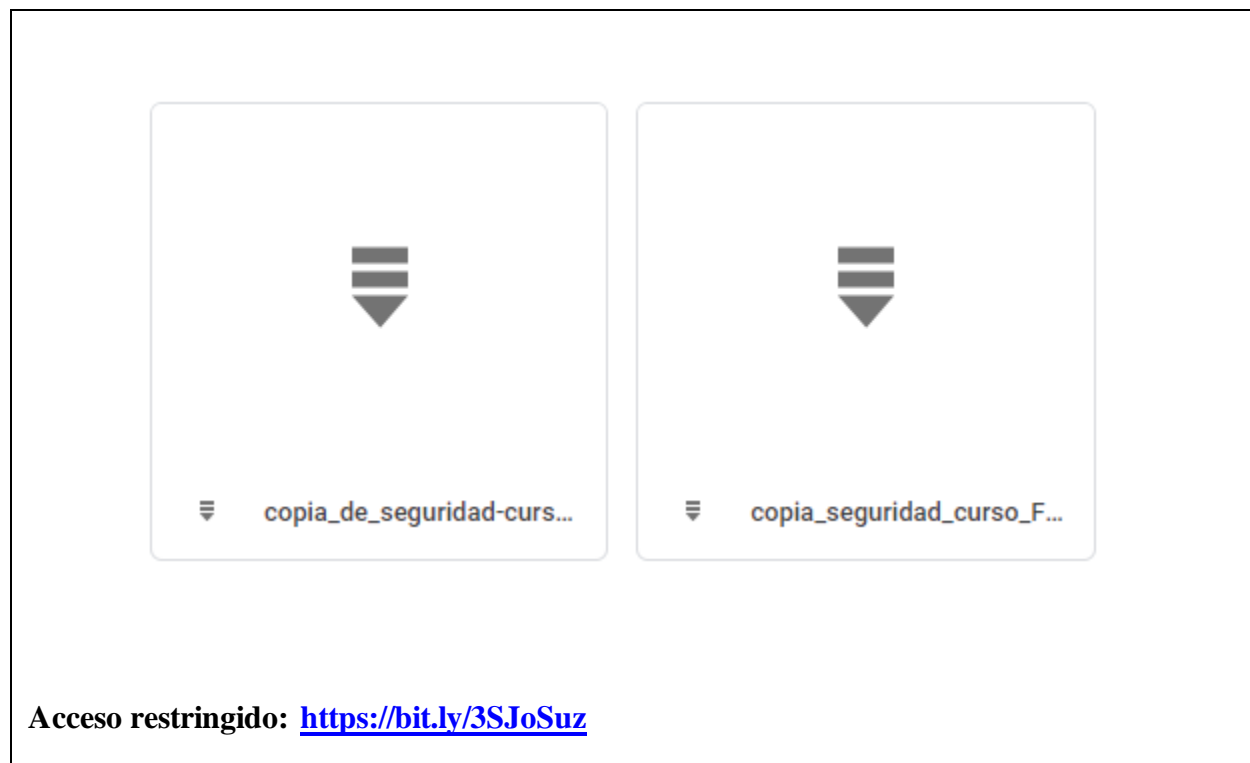 copia_de_seguridad-curs...
copia_seguridad_curso_F...
Acceso restringido: https://bit.ly/3SJoSuz